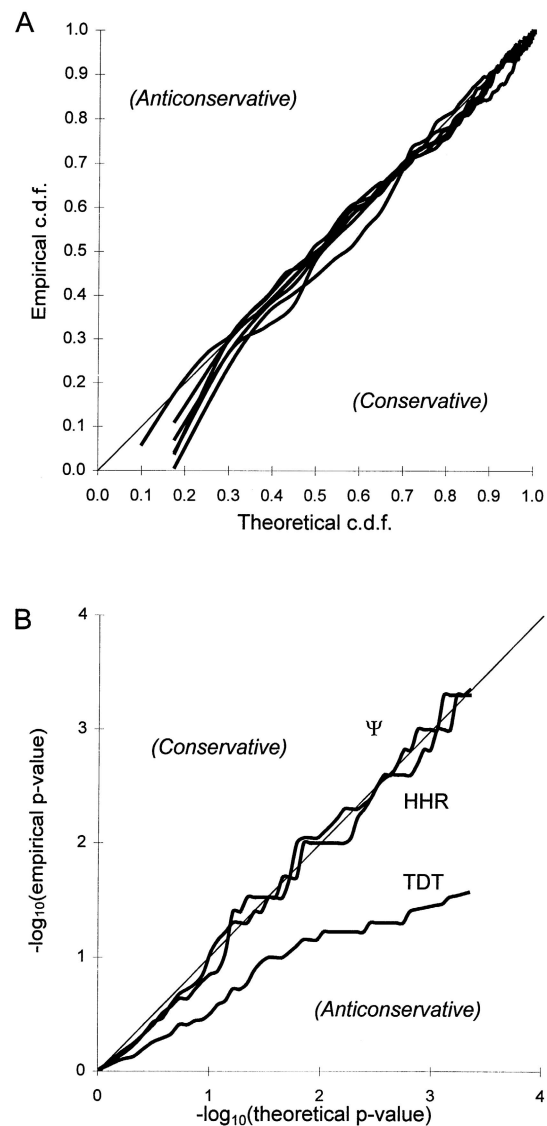 A
1.0
0.9
0.8
0.7
0.6
0.5
0.4
0.3
0.2
0.1
0.0
Empirical c.d.f.
(Anticonservative)
(Conservative)
0.0 0.1 0.2 0.3 0.4 0.5 0.6 0.7 0.8 0.9 1.0
Theoretical c.d.f.
B
4
3
2
1
0
-log10(empirical p-value)
(Conservative)
Ψ
HHR
TDT
(Anticonservative)
0 1 2 3 4
-log10(theoretical p-value)